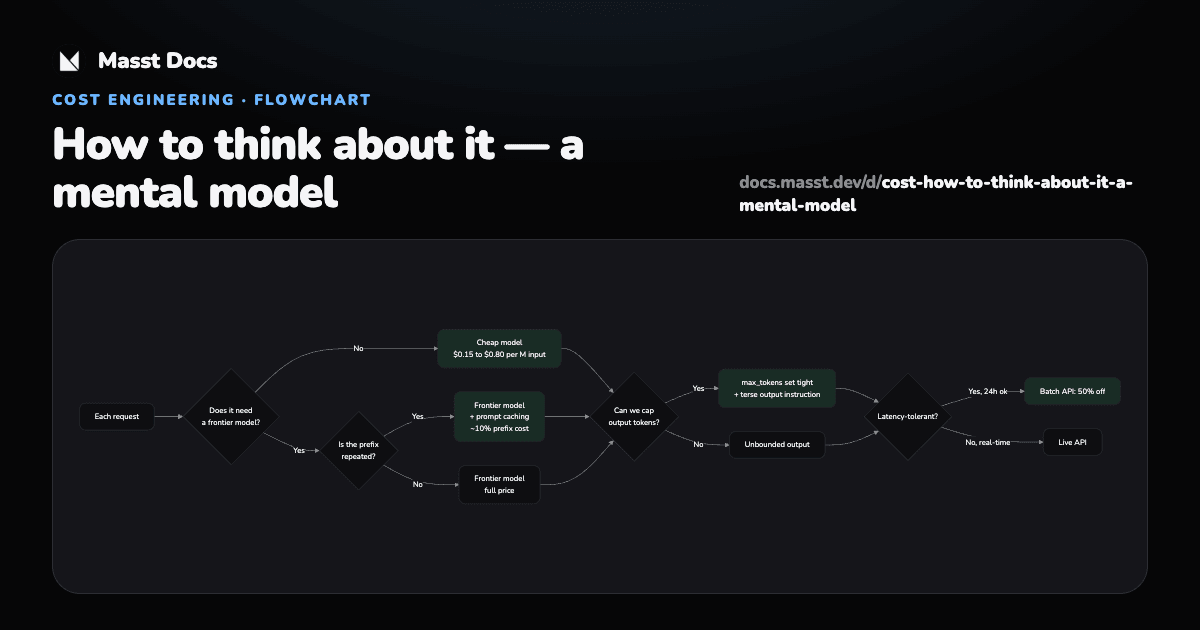 Masst Docs
COST ENGINEERING · FLOWCHART
How to think about it — a
mental model
docs.masst.dev/d/cost-how-to-think-about-it-a-
mental-model
Each request
Does it need
a frontier model?
No
Yes
Cheap model
$0.15 to $0.80 per M input
Is the prefix
repeated?
Yes
No
Frontier model
+ prompt caching
~10% prefix cost
Frontier model
full price
Can we cap
output tokens?
Yes
No
max_tokens set tight
+ terse output instruction
Unbounded output
Latency-tolerant?
Yes, 24h ok
No, real-time
Batch API: 50% off
Live API